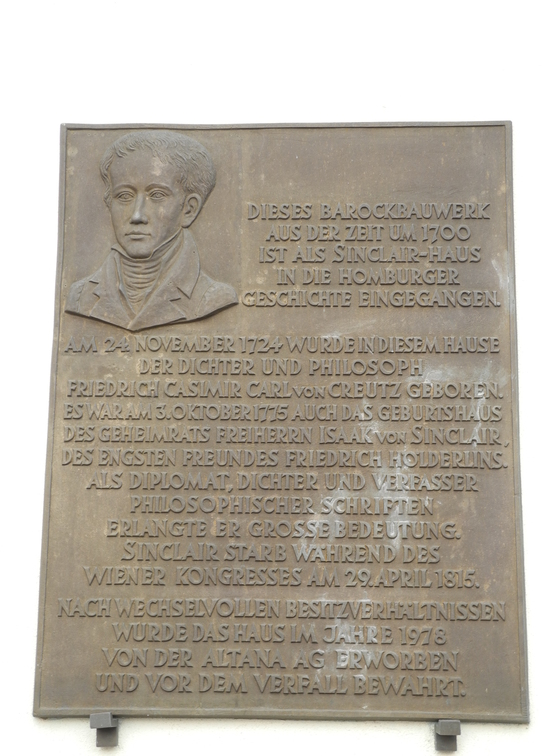 DIESES BAROCKBAUWERK
AUS DER ZEIT UM 1700
IST ALS SINCLAIR-HAUS
IN DIE HOMBURGER
GESCHICHTE EINGEGANGEN.
AM 24. NOVEMBER 1724 WURDE IN DIESEM HAUSE
DER DICHTER UND PHILOSOPH
FRIEDRICH CASIMIR CARL VON CREUTZ GEBOREN.
ES WAR AM 3. OKTOBER 1775 AUCH DAS GEBURTSHAUS
DES GEHEIMRATS FREIHERRN ISAAK VON SINCLAIR,
DES ENGSTEN FREUNDES FRIEDRICH HÖLDERLINS.
ALS DIPLOMAT, DICHTER UND VERFASSER
PHILOSOPHISCHER SCHRIFTEN
ERLANGTE ER GROSSE BEDEUTUNG.
SINCLAIR STARB WÄHREND DES
WIENER KONGRESSES AM 29. APRIL 1815.
NACH WECHSELVOLLEN BESITZVERHÄLTNISSEN
WURDE DAS HAUS IM JAHRE 1978
VON DER ALTANA AG ERWORBEN
UND VOR DEM VERFALL BEWAHRT.